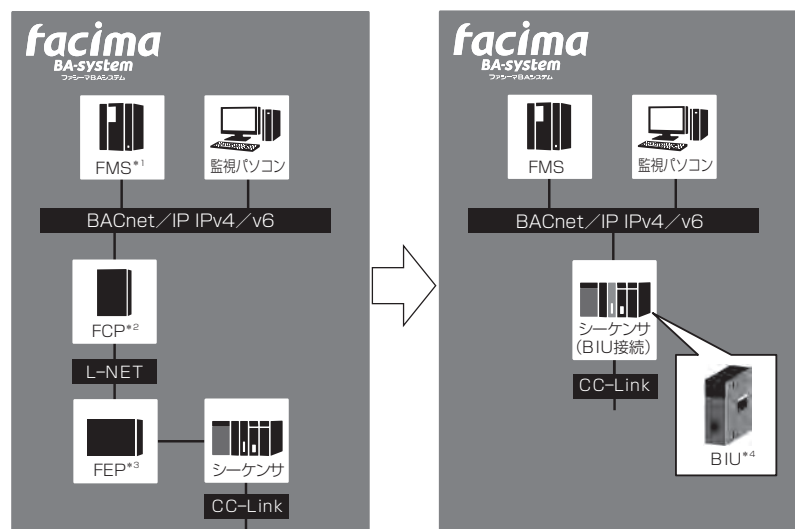 facima
BA-system
ファシーマBAシステム
FMS*1
監視パソコン
BACnet／IP IPv4／v6
FCP*2
L-NET
FEP*3
シーケンサ
CC-Link
facima
BA-system
ファシーマBAシステム
FMS
監視パソコン
BACnet／IP IPv4／v6
シーケンサ
（BIU接続）
CC-Link
BIU*4